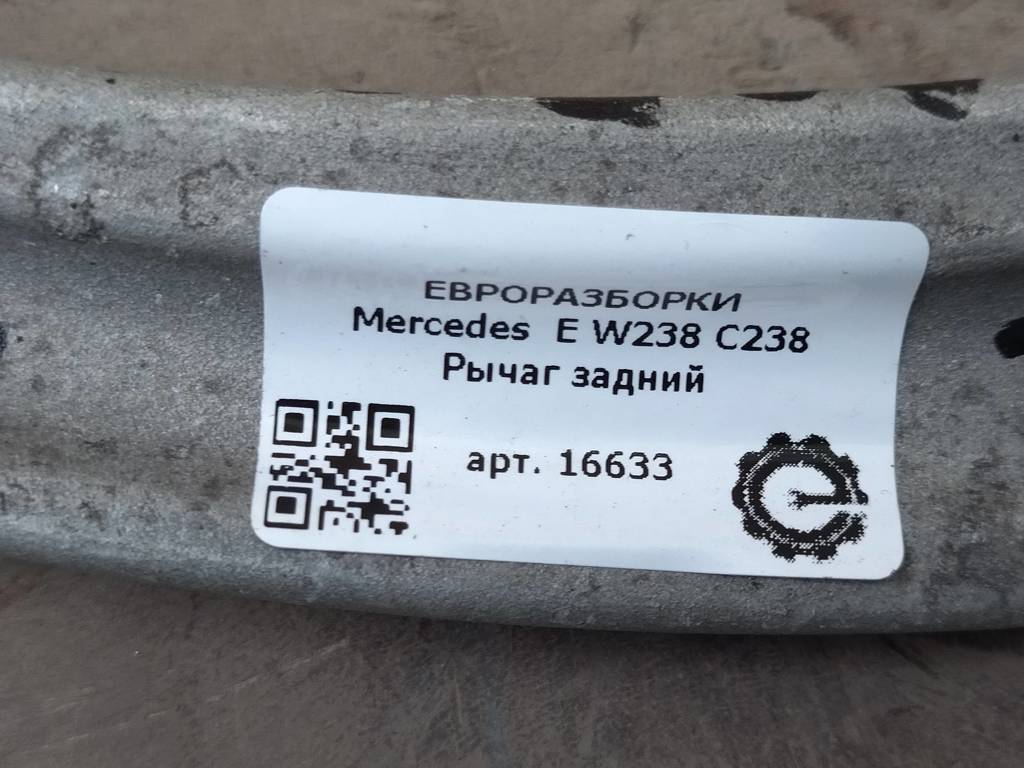 ЕВРОРАЗБОРКИ
Mercedes E W238 C238
Рычаг задний
арт. 16633